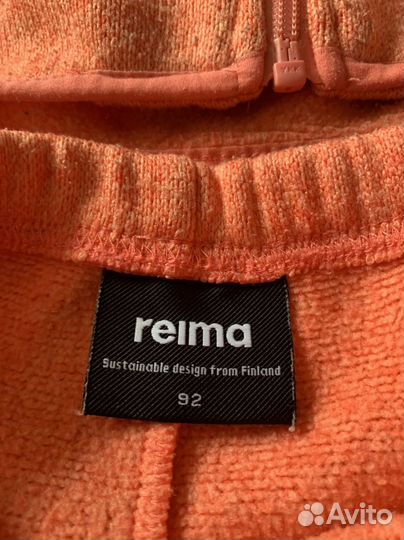 reima
Sustainable design from Finland
92
Avito